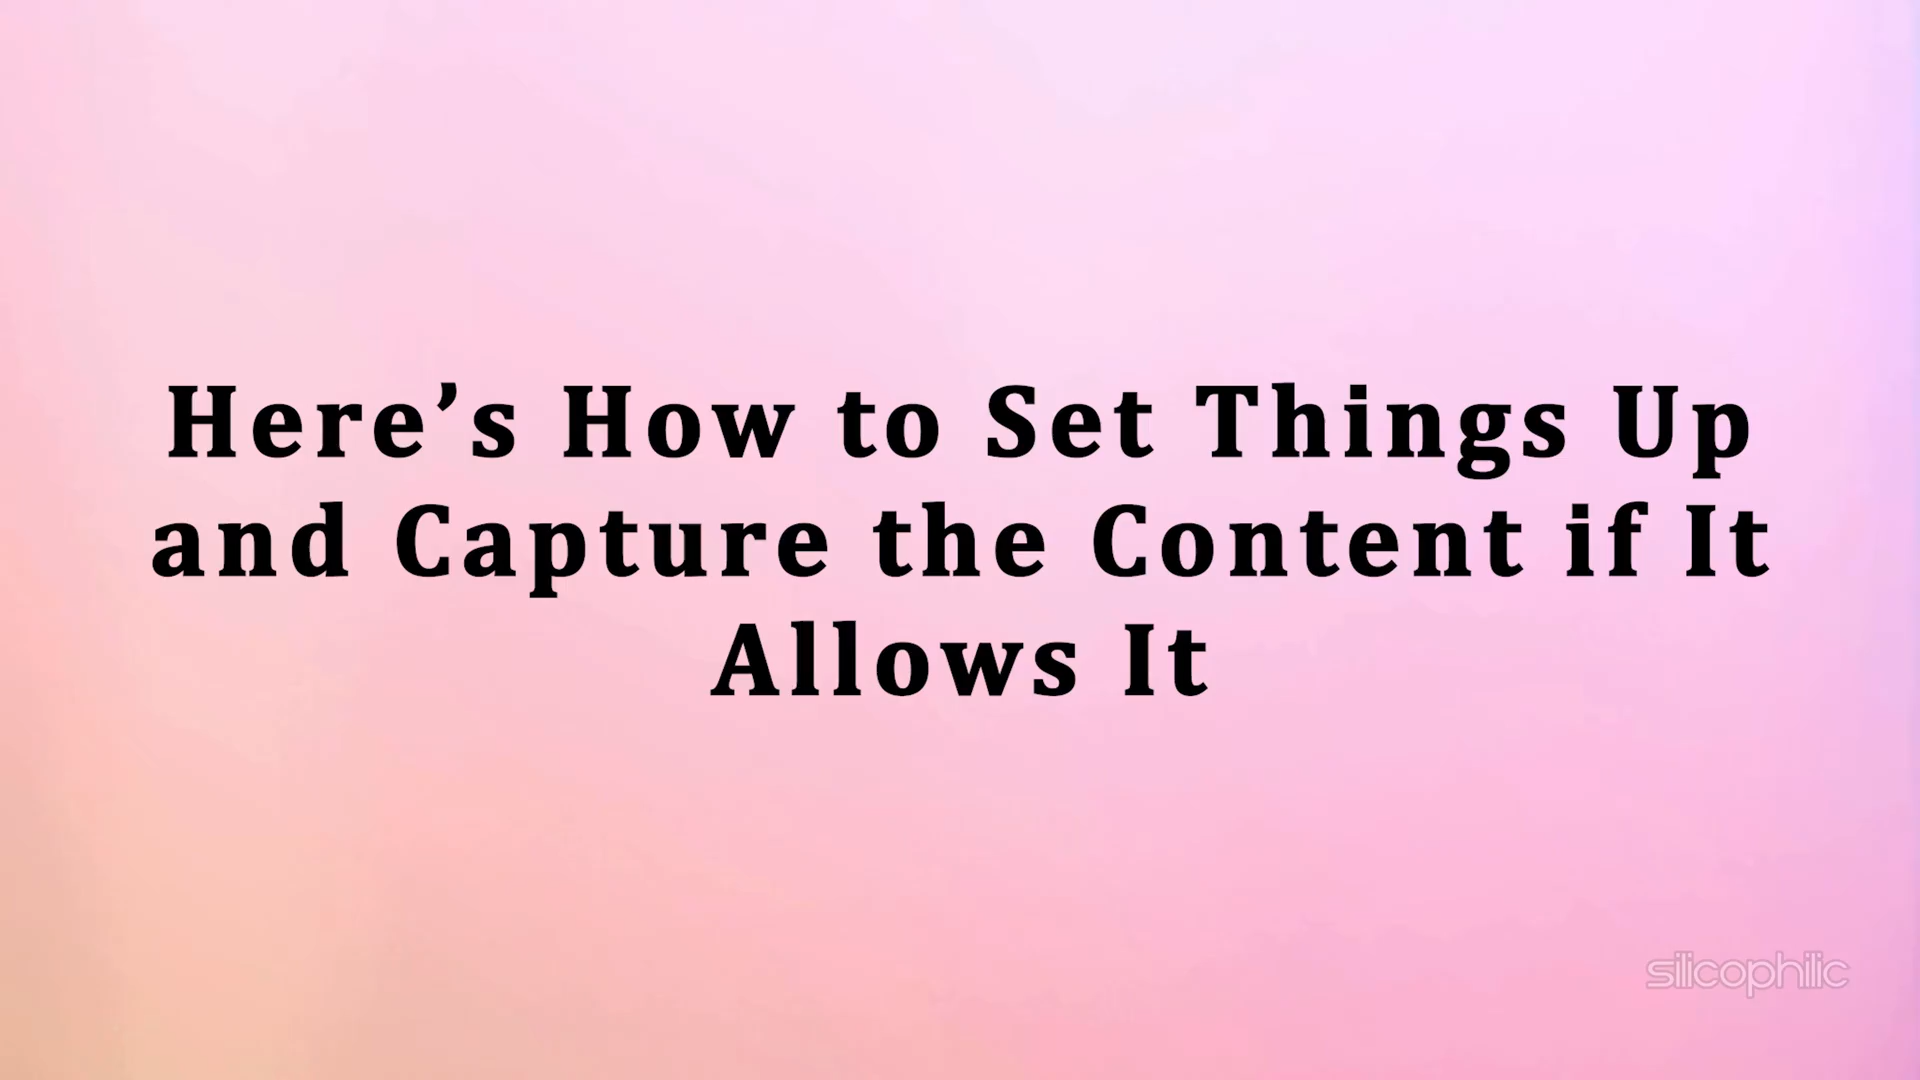 Here’s How to Set Things Up
and Capture the Content if It
Allows It
silicophilic